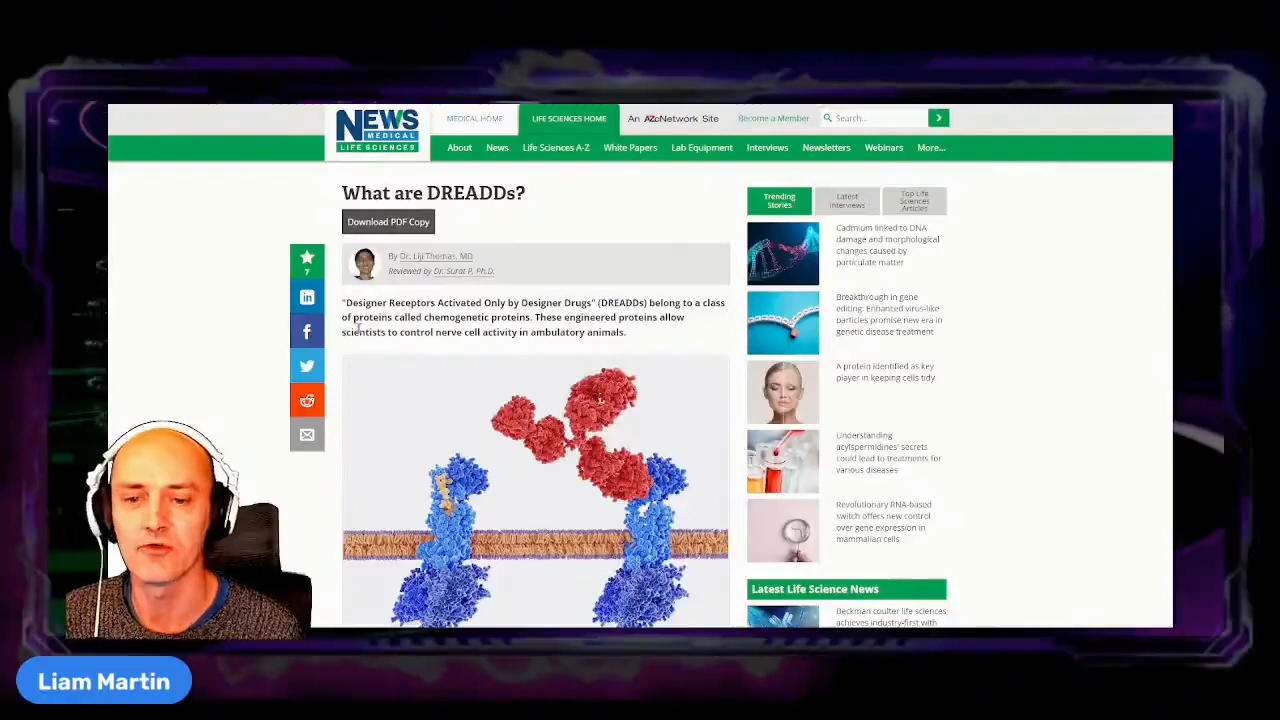 NEWS
MEDICAL
LIFE SCIENCES
MEDICAL HOME
LIFE SCIENCES HOME
An AZoNetwork Site
Become a Member
Search...
About
News
Life Sciences A-Z
White Papers
Lab Equipment
Interviews
Newsletters
Webinars
More...
What are DREADDs?
Download PDF Copy
By Dr. Liji Thomas, MD
Reviewed by Dr. Surat P, Ph.D.
7
"Designer Receptors Activated Only by Designer Drugs" (DREADDs) belong to a class
of proteins called chemogenetic proteins. These engineered proteins allow
scientists to control nerve cell activity in ambulatory animals.
Trending
Stories
Latest
Interviews
Top Life
Sciences
Articles
Cadmium linked to DNA
damage and morphological
changes caused by
particulate matter
Breakthrough in gene
editing: Enhanced virus-like
particles promise new era in
genetic disease treatment
A protein identified as key
player in keeping cells tidy
Understanding
acylspermidines' secrets
could lead to treatments for
various diseases
Revolutionary RNA-based
switch offers new control
over gene expression in
mammalian cells
Latest Life Science News
Beckman coulter life sciences
achieves industry-first with
Liam Martin